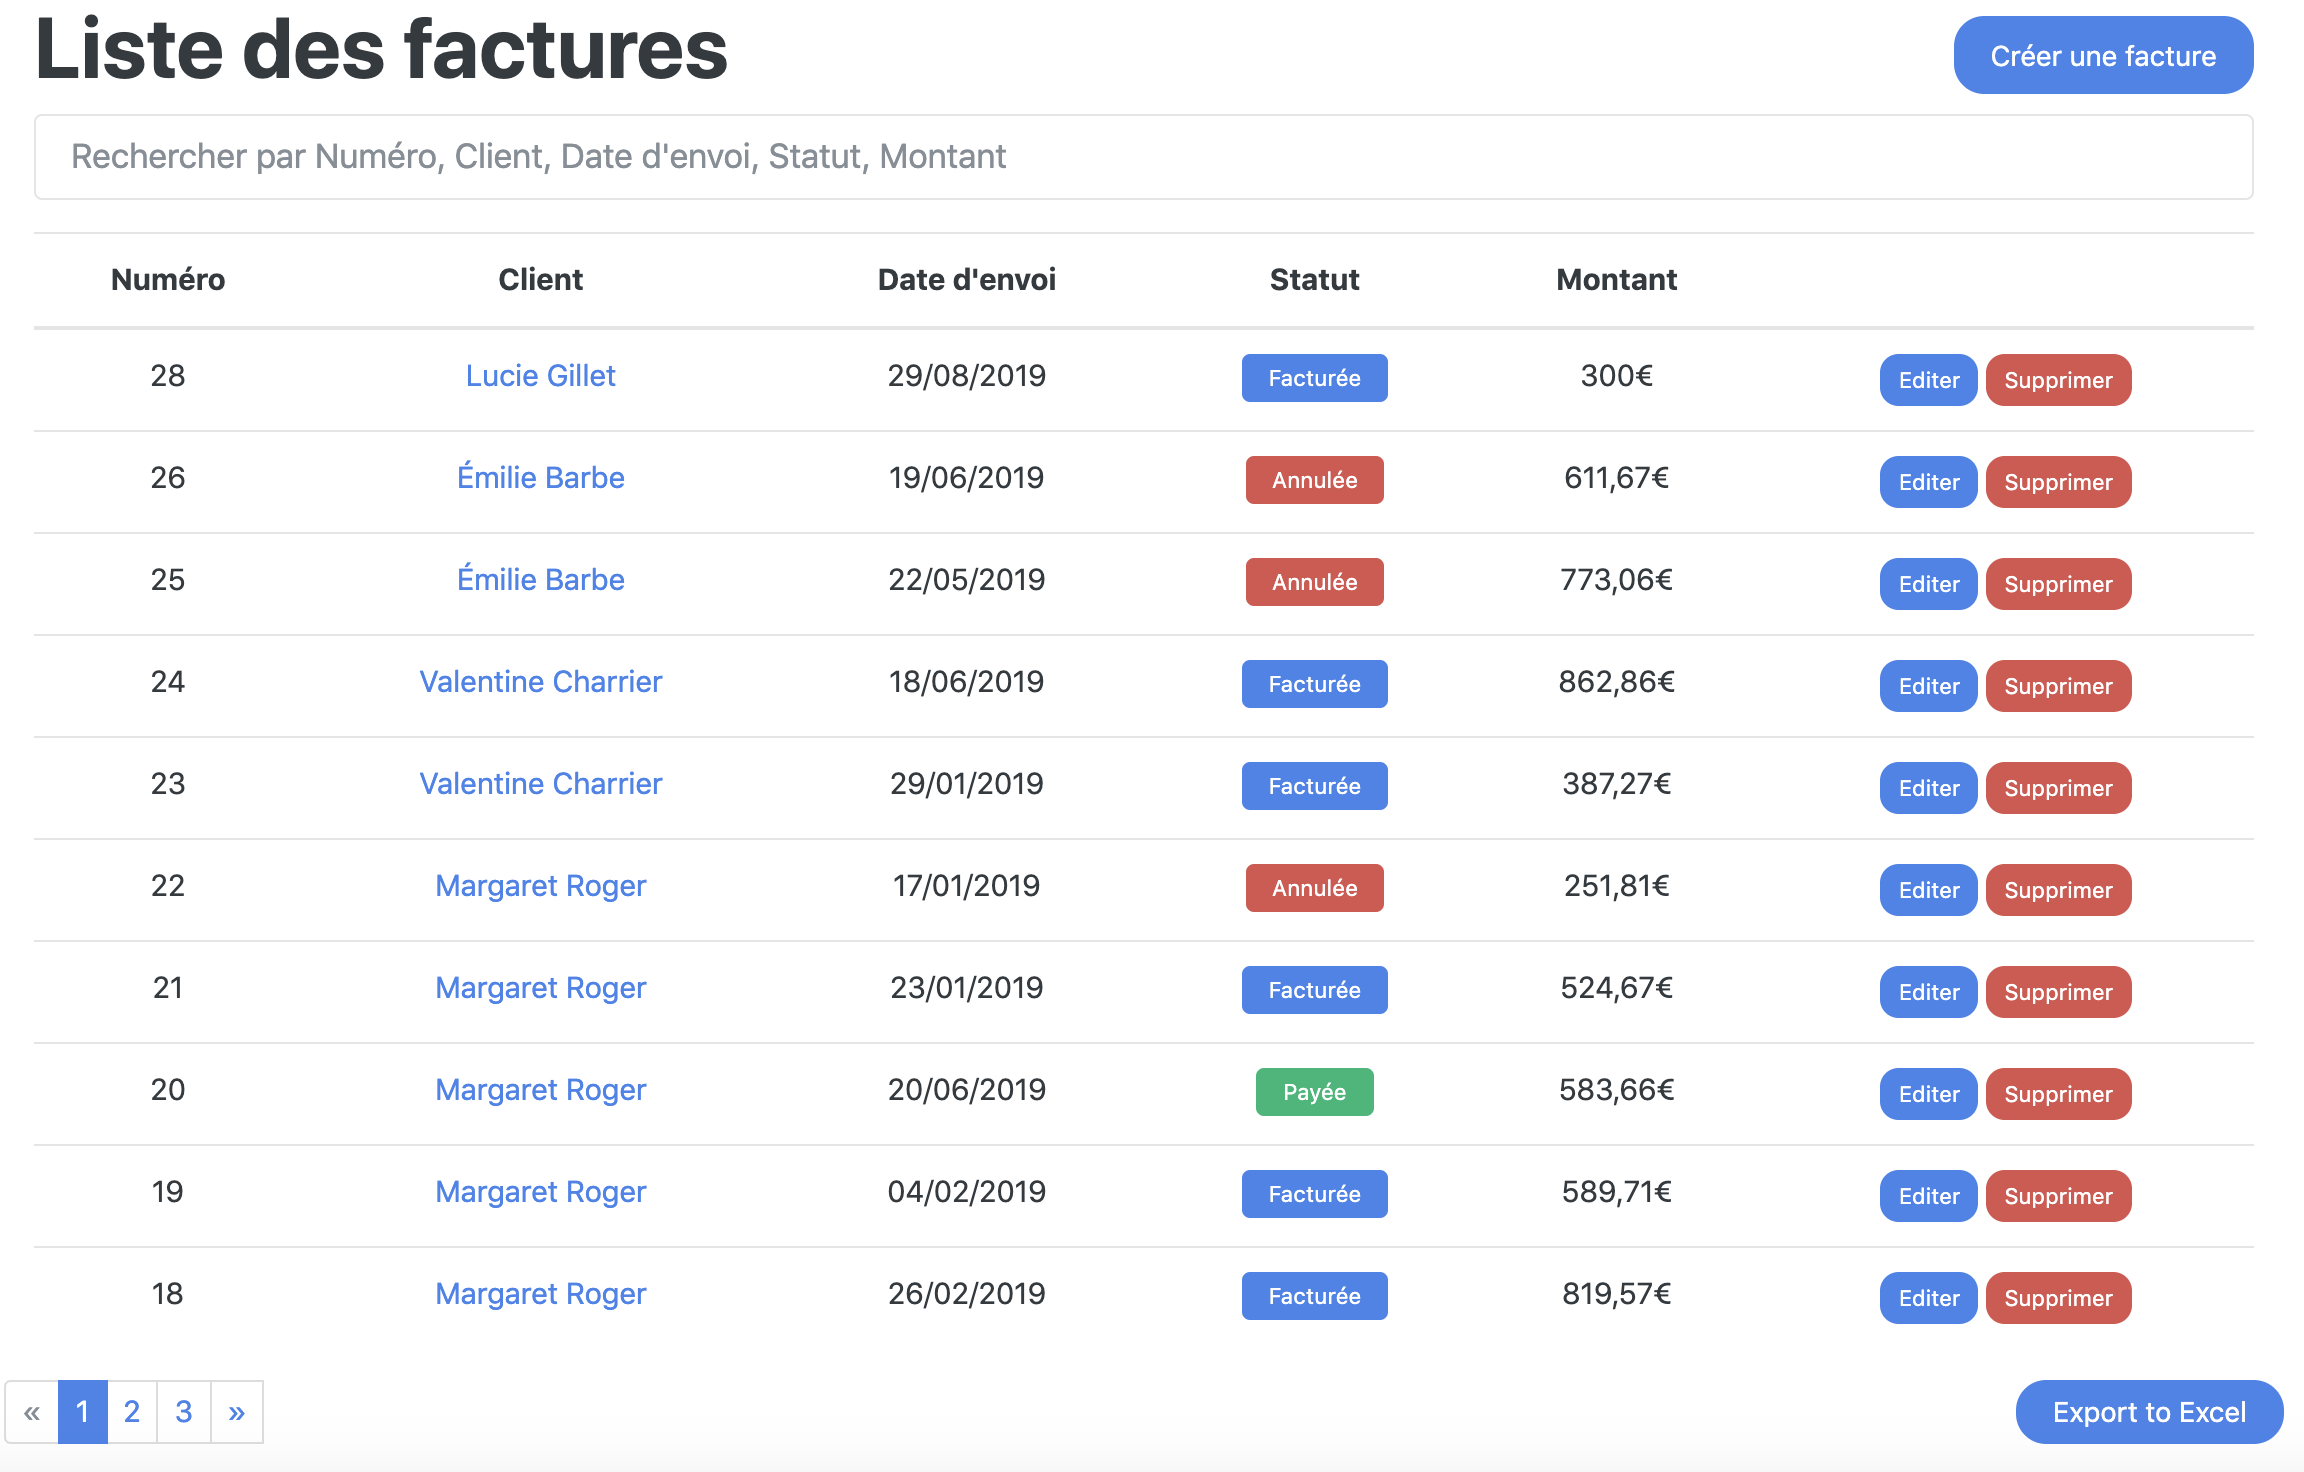 Liste des factures
Créer une facture
Rechercher par Numéro, Client, Date d'envoi, Statut, Montant
Numéro Client Date d'envoi Statut Montant
28 Lucie Gillet 29/08/2019 Facturée 300€ Editer Supprimer
26 Émilie Barbe 19/06/2019 Annulée 611,67€ Editer Supprimer
25 Émilie Barbe 22/05/2019 Annulée 773,06€ Editer Supprimer
24 Valentine Charrier 18/06/2019 Facturée 862,86€ Editer Supprimer
23 Valentine Charrier 29/01/2019 Facturée 387,27€ Editer Supprimer
22 Margaret Roger 17/01/2019 Annulée 251,81€ Editer Supprimer
21 Margaret Roger 23/01/2019 Facturée 524,67€ Editer Supprimer
20 Margaret Roger 20/06/2019 Payée 583,66€ Editer Supprimer
19 Margaret Roger 04/02/2019 Facturée 589,71€ Editer Supprimer
18 Margaret Roger 26/02/2019 Facturée 819,57€ Editer Supprimer
« 1 2 3 »
Export to Excel